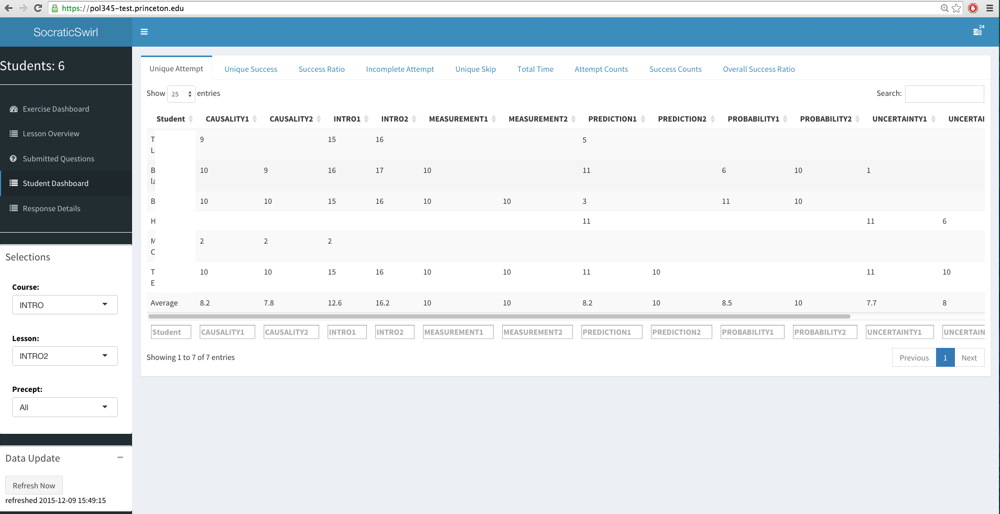 https://pol345-test.princeton.edu
SocraticSwirl
24
Students: 6
Exercise Dashboard
Lesson Overview
Submitted Questions
Student Dashboard
Response Details
Selections
Course:
INTRO
Lesson:
INTRO2
Precept:
All
Data Update
Refresh Now
refreshed 2015-12-09 15:49:15
Unique Attempt Unique Success Success Ratio Incomplete Attempt Unique Skip Total Time Attempt Counts Success Counts Overall Success Ratio
Show 25 entries Search:
Student CAUSALITY1 CAUSALITY2 INTRO1 INTRO2 MEASUREMENT1 MEASUREMENT2 PREDICTION1 PREDICTION2 PROBABILITY1 PROBABILITY2 UNCERTAINTY1 UNCERTAI
T 9 15 16 5
L
B 10 9 16 17 10 11 6 10 1
la
B 10 10 15 16 10 10 3 11 10
H 11 11 6
M 2 2 2
C
T 10 10 15 16 10 10 11 10 11 10
E
Average 8.2 7.8 12.6 16.2 10 10 8.2 10 8.5 10 7.7 8
Student CAUSALITY1 CAUSALITY2 INTRO1 INTRO2 MEASUREMENT1 MEASUREMENT2 PREDICTION1 PREDICTION2 PROBABILITY1 PROBABILITY2 UNCERTAINTY1 UNCERTAIN
Showing 1 to 7 of 7 entries
Previous 1 Next